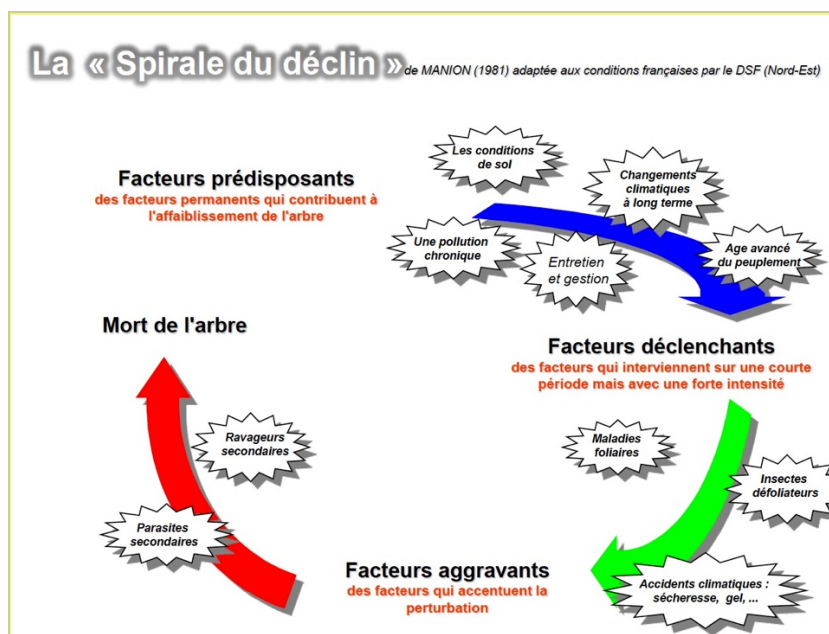 La « Spirale du déclin » de MANION (1981) adaptée aux conditions françaises par le DSF (Nord-Est)
Facteurs prédisposants
des facteurs permanents qui contribuent à
l'affaiblissement de l'arbre
Les conditions
de sol
Changements
climatiques
à long terme
Une pollution
chronique
Entretien
et gestion
Age avancé
du peuplement
Mort de l'arbre
Facteurs déclenchants
des facteurs qui interviennent sur une courte
période mais avec une forte intensité
Maladies
foliaires
Ravageurs
secondaires
Insectes
défoliateurs
Parasites
secondaires
Facteurs aggravants
des facteurs qui accentuent la
perturbation
Accidents climatiques :
sécheresse, gel, ...